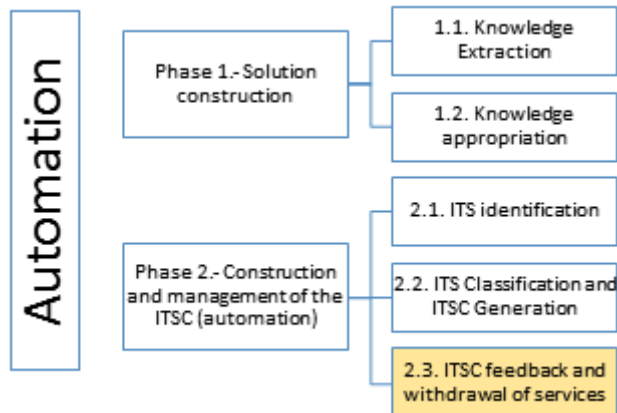 Automation
Phase 1.- Solution
construction
1.1. Knowledge
Extraction
1.2. Knowledge
appropriation
Phase 2.- Construction
and management of the
ITSC (automation)
2.1. ITS identification
2.2. ITS Classification and
ITSC Generation
2.3. ITSC feedback and
withdrawal of services